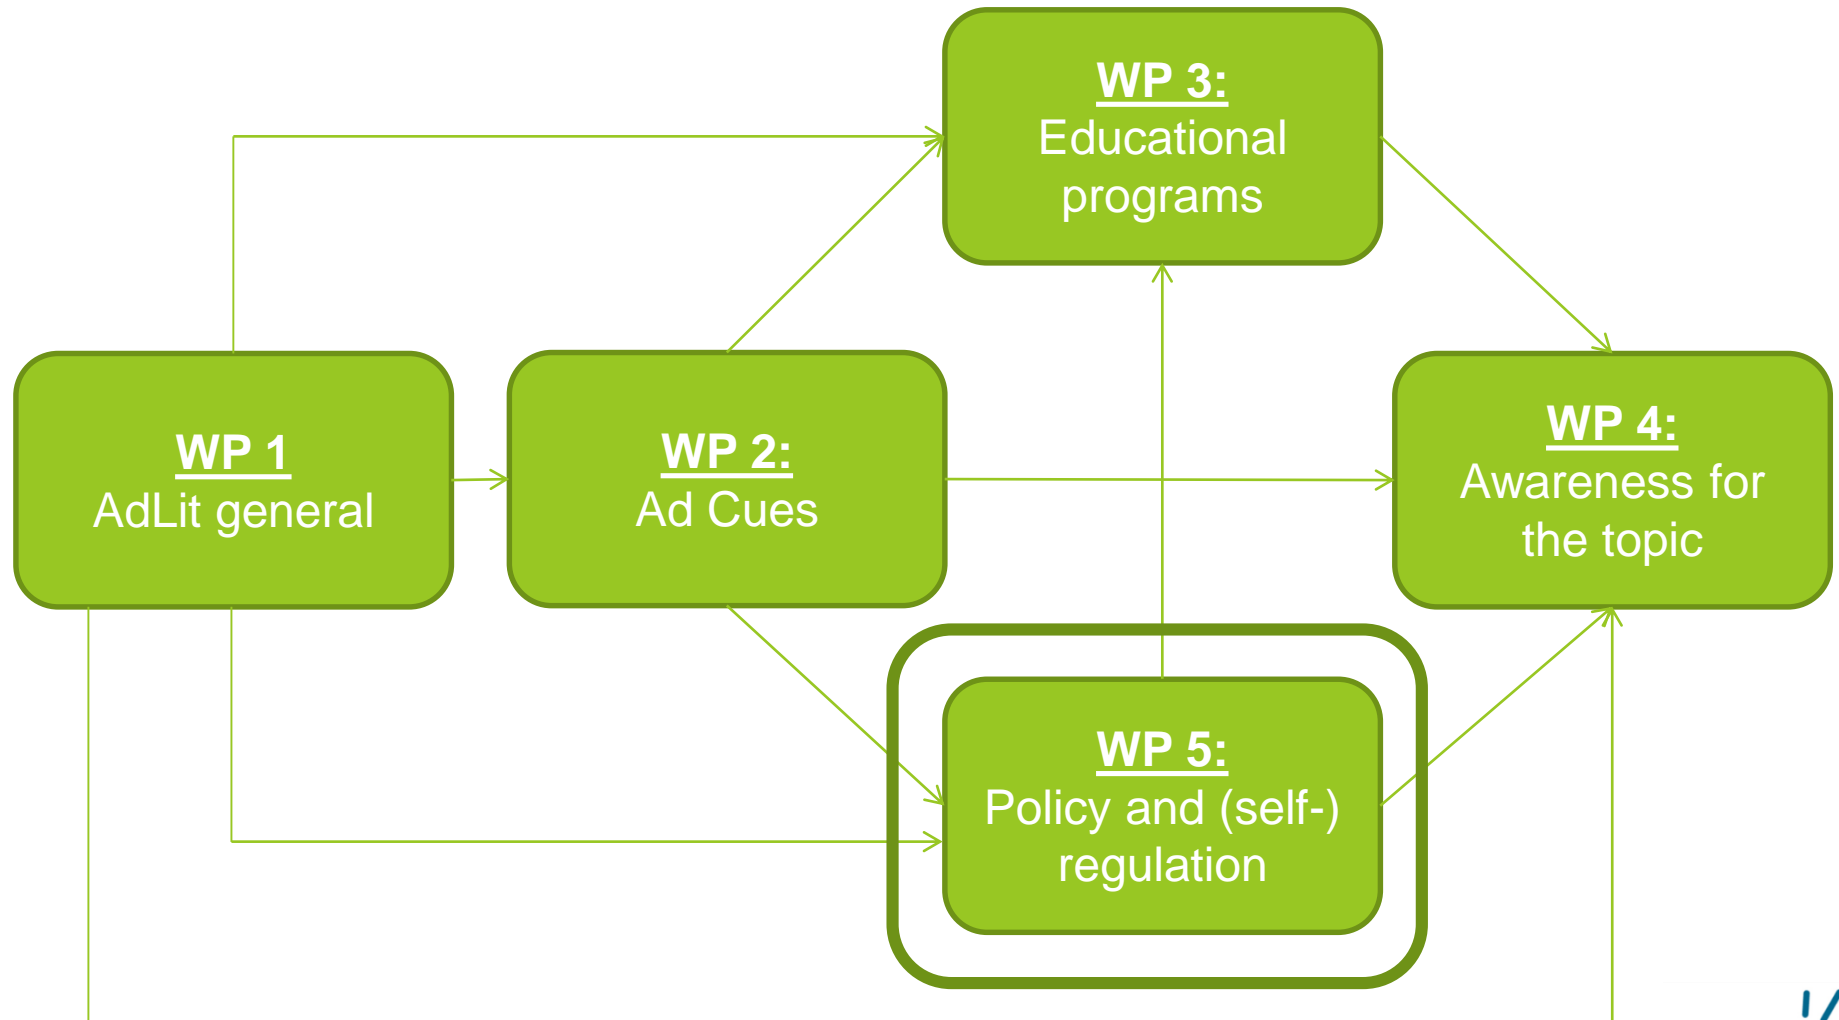 WP 3:
Educational
programs
WP 1
AdLit general
WP 2:
Ad Cues
WP 4:
Awareness for
the topic
WP 5:
Policy and (self-)
regulation